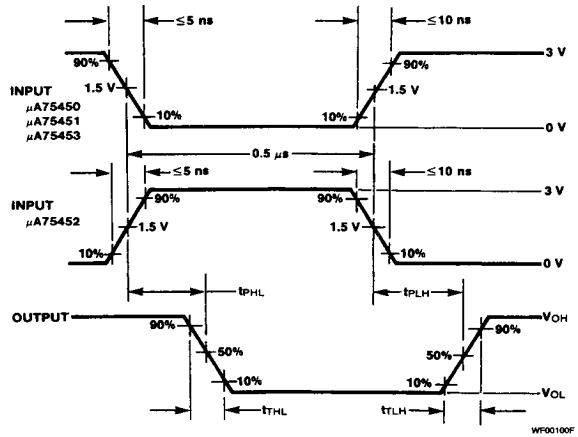 ≤5 ns
≤10 ns
90%
90%
3 V
INPUT
μA75450
μA75451
μA75453
1.5 V
1.5 V
10%
10%
0 V
0.5 μs
≤5 ns
≤10 ns
3 V
INPUT
μA75452
90%
90%
1.5 V
1.5 V
10%
10%
0 V
tPHL
tPLH
OUTPUT
VOH
90%
90%
50%
50%
10%
10%
VOL
tTHL
tTLH
WF00100F